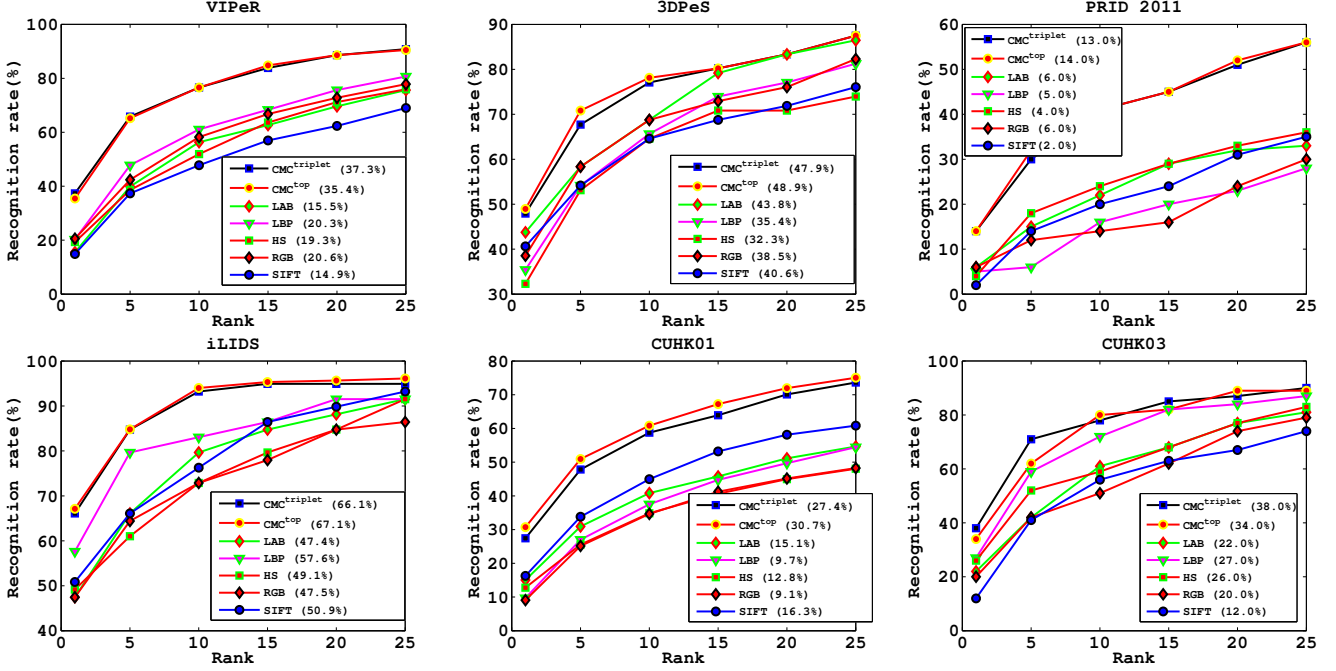 VIPeR
Recognition rate(%)
100
80
60
40
20
0
0 5 10 15 20 25
Rank
CMC^triplet (37.3%)
CMC^top (35.4%)
LAB (15.5%)
LBP (20.3%)
HS (19.3%)
RGB (20.6%)
SIFT (14.9%)
3DPeS
Recognition rate(%)
90
80
70
60
50
40
30
0 5 10 15 20 25
Rank
CMC^triplet (47.9%)
CMC^top (48.9%)
LAB (43.8%)
LBP (35.4%)
HS (32.3%)
RGB (38.5%)
SIFT (40.6%)
PRID 2011
Recognition rate(%)
60
50
40
30
20
10
0
0 5 10 15 20 25
Rank
CMC^triplet (13.0%)
CMC^top (14.0%)
LAB (6.0%)
LBP (5.0%)
HS (4.0%)
RGB (6.0%)
SIFT (2.0%)
iLIDS
Recognition rate(%)
100
90
80
70
60
50
40
0 5 10 15 20 25
Rank
CMC^triplet (66.1%)
CMC^top (67.1%)
LAB (47.4%)
LBP (57.6%)
HS (49.1%)
RGB (47.5%)
SIFT (50.9%)
CUHK01
Recognition rate(%)
80
70
60
50
40
30
20
10
0
0 5 10 15 20 25
Rank
CMC^triplet (27.4%)
CMC^top (30.7%)
LAB (15.1%)
LBP (9.7%)
HS (12.8%)
RGB (9.1%)
SIFT (16.3%)
CUHK03
Recognition rate(%)
100
80
60
40
20
0 5 10 15 20 25
Rank
CMC^triplet (38.0%)
CMC^top (34.0%)
LAB (22.0%)
LBP (27.0%)
HS (26.0%)
RGB (20.0%)
SIFT (12.0%)